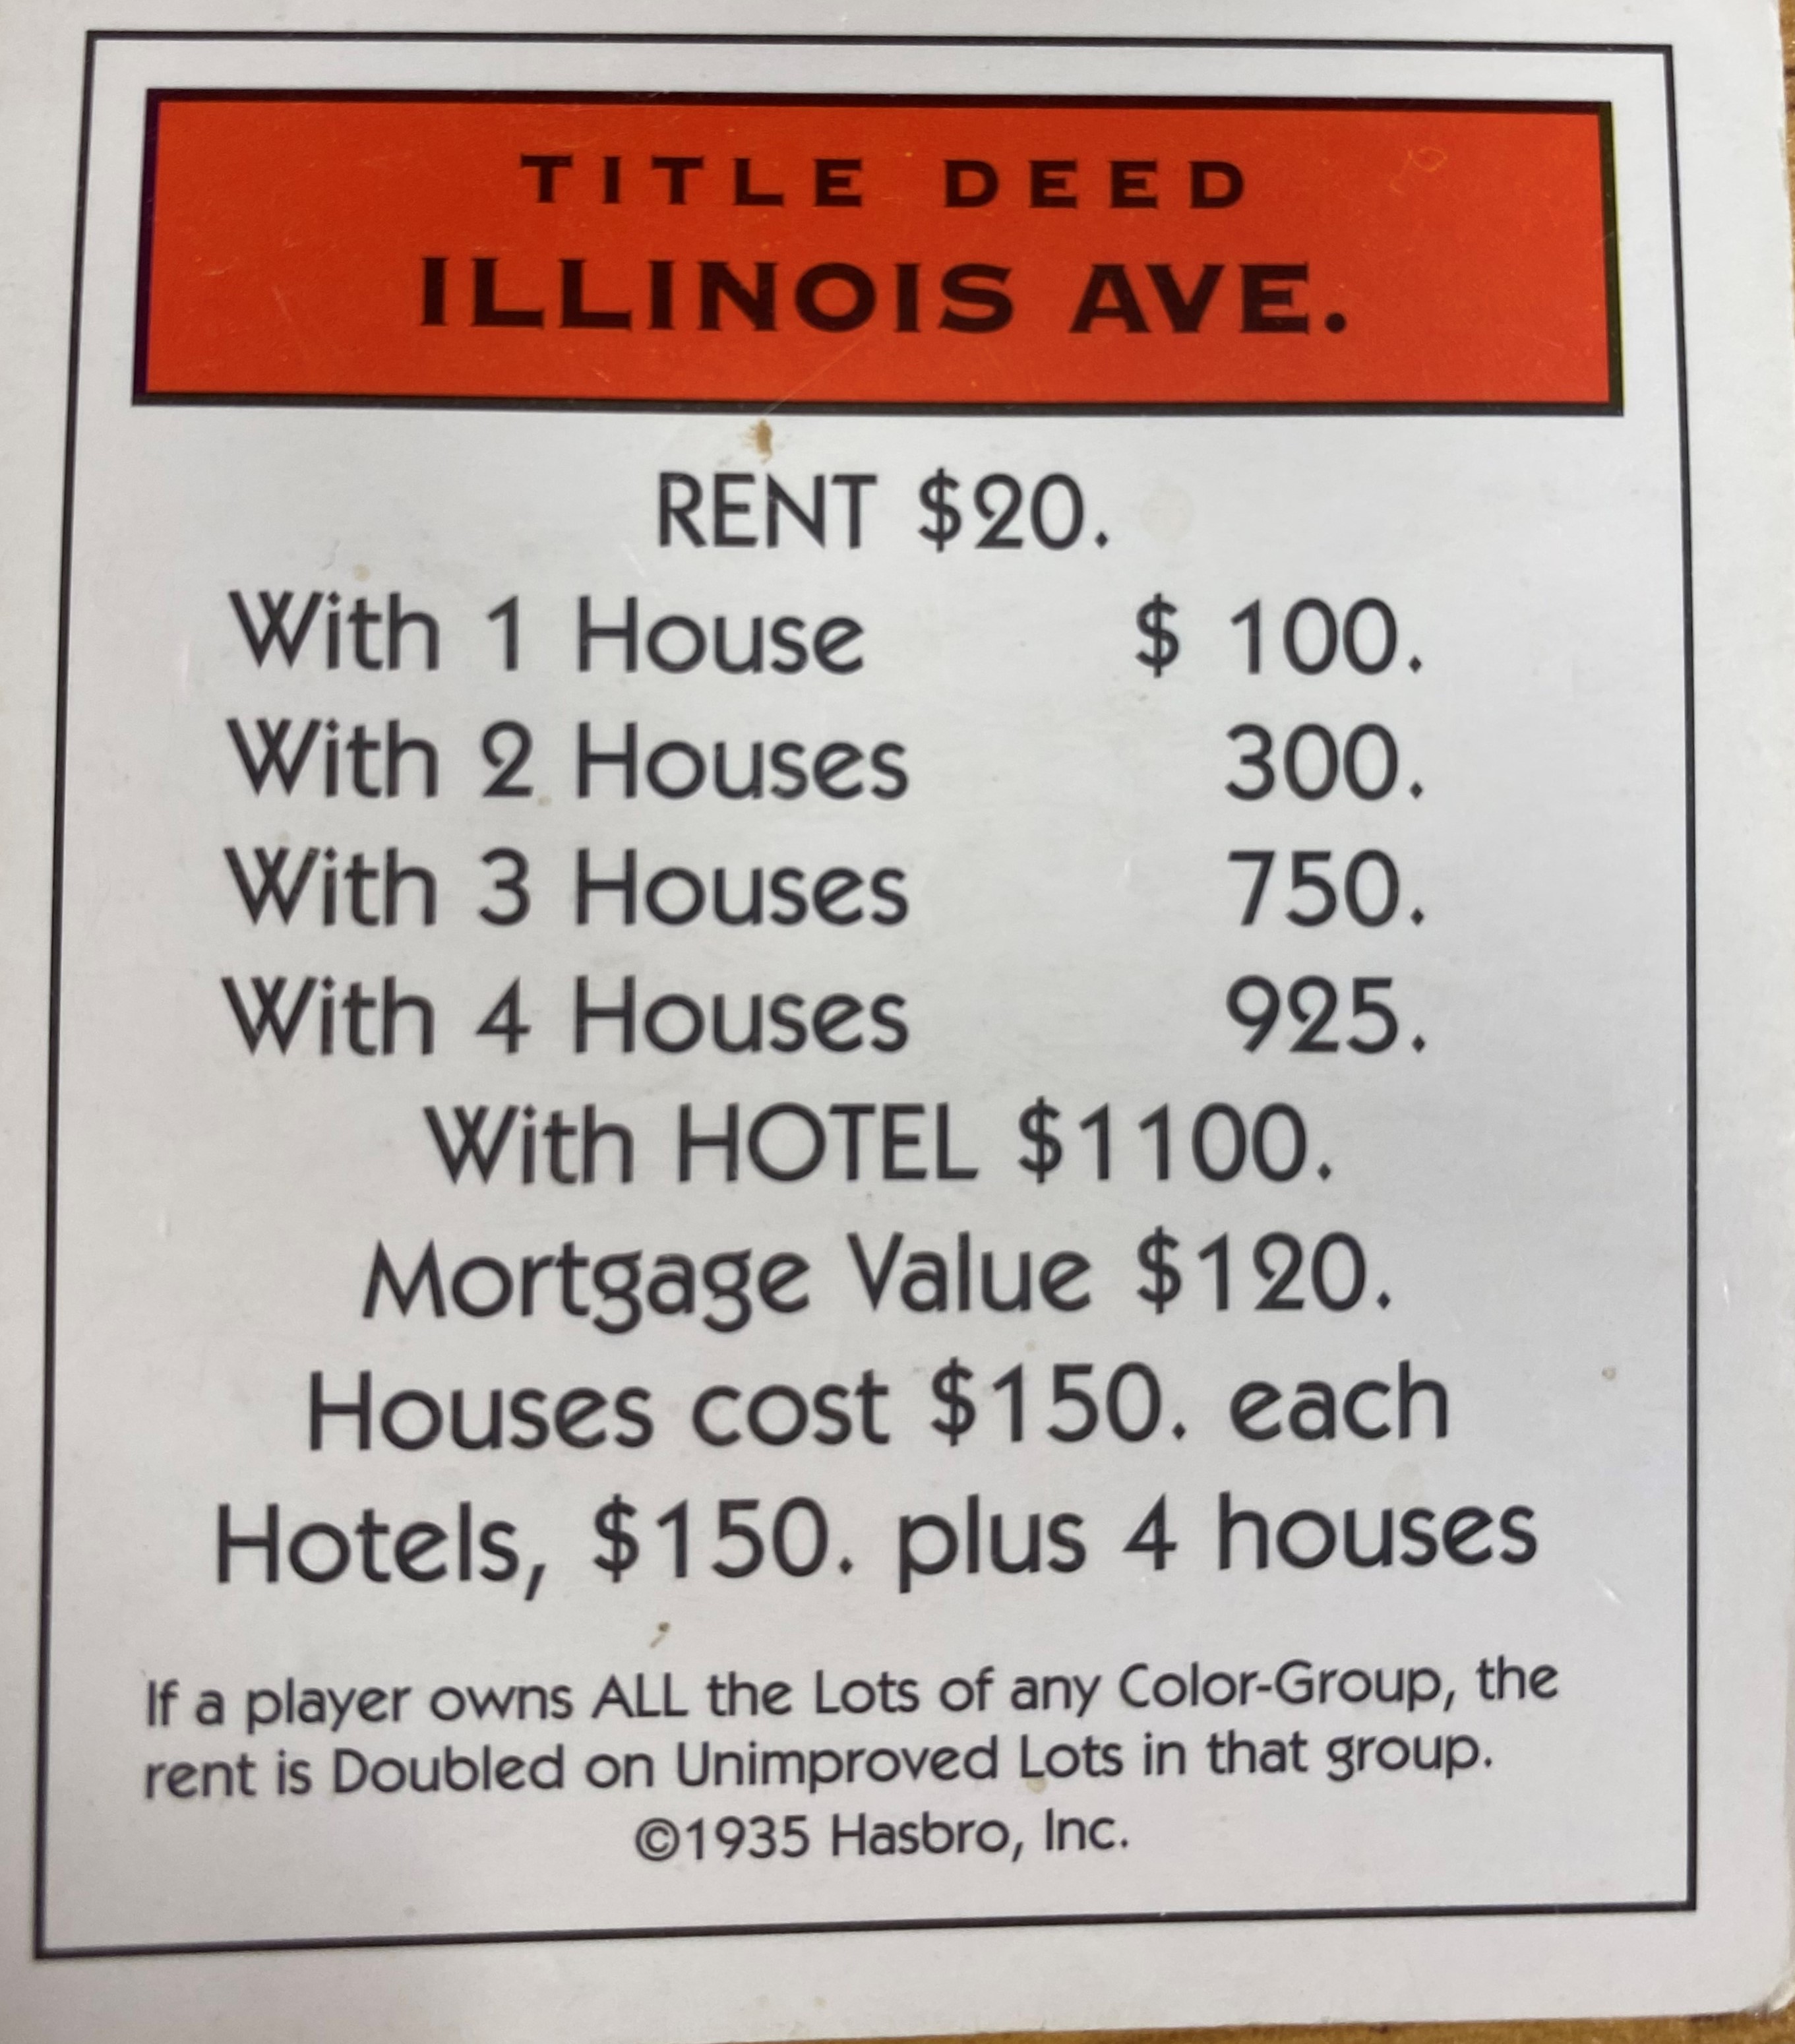 TITLE DEED
ILLINOIS AVE.
RENT $20.
With 1 House $ 100.
With 2 Houses 300.
With 3 Houses 750.
With 4 Houses 925.
With HOTEL $1100.
Mortgage Value $120.
Houses cost $150. each
Hotels, $150. plus 4 houses
If a player owns ALL the Lots of any Color-Group, the
rent is Doubled on Unimproved Lots in that group.
©1935 Hasbro, Inc.